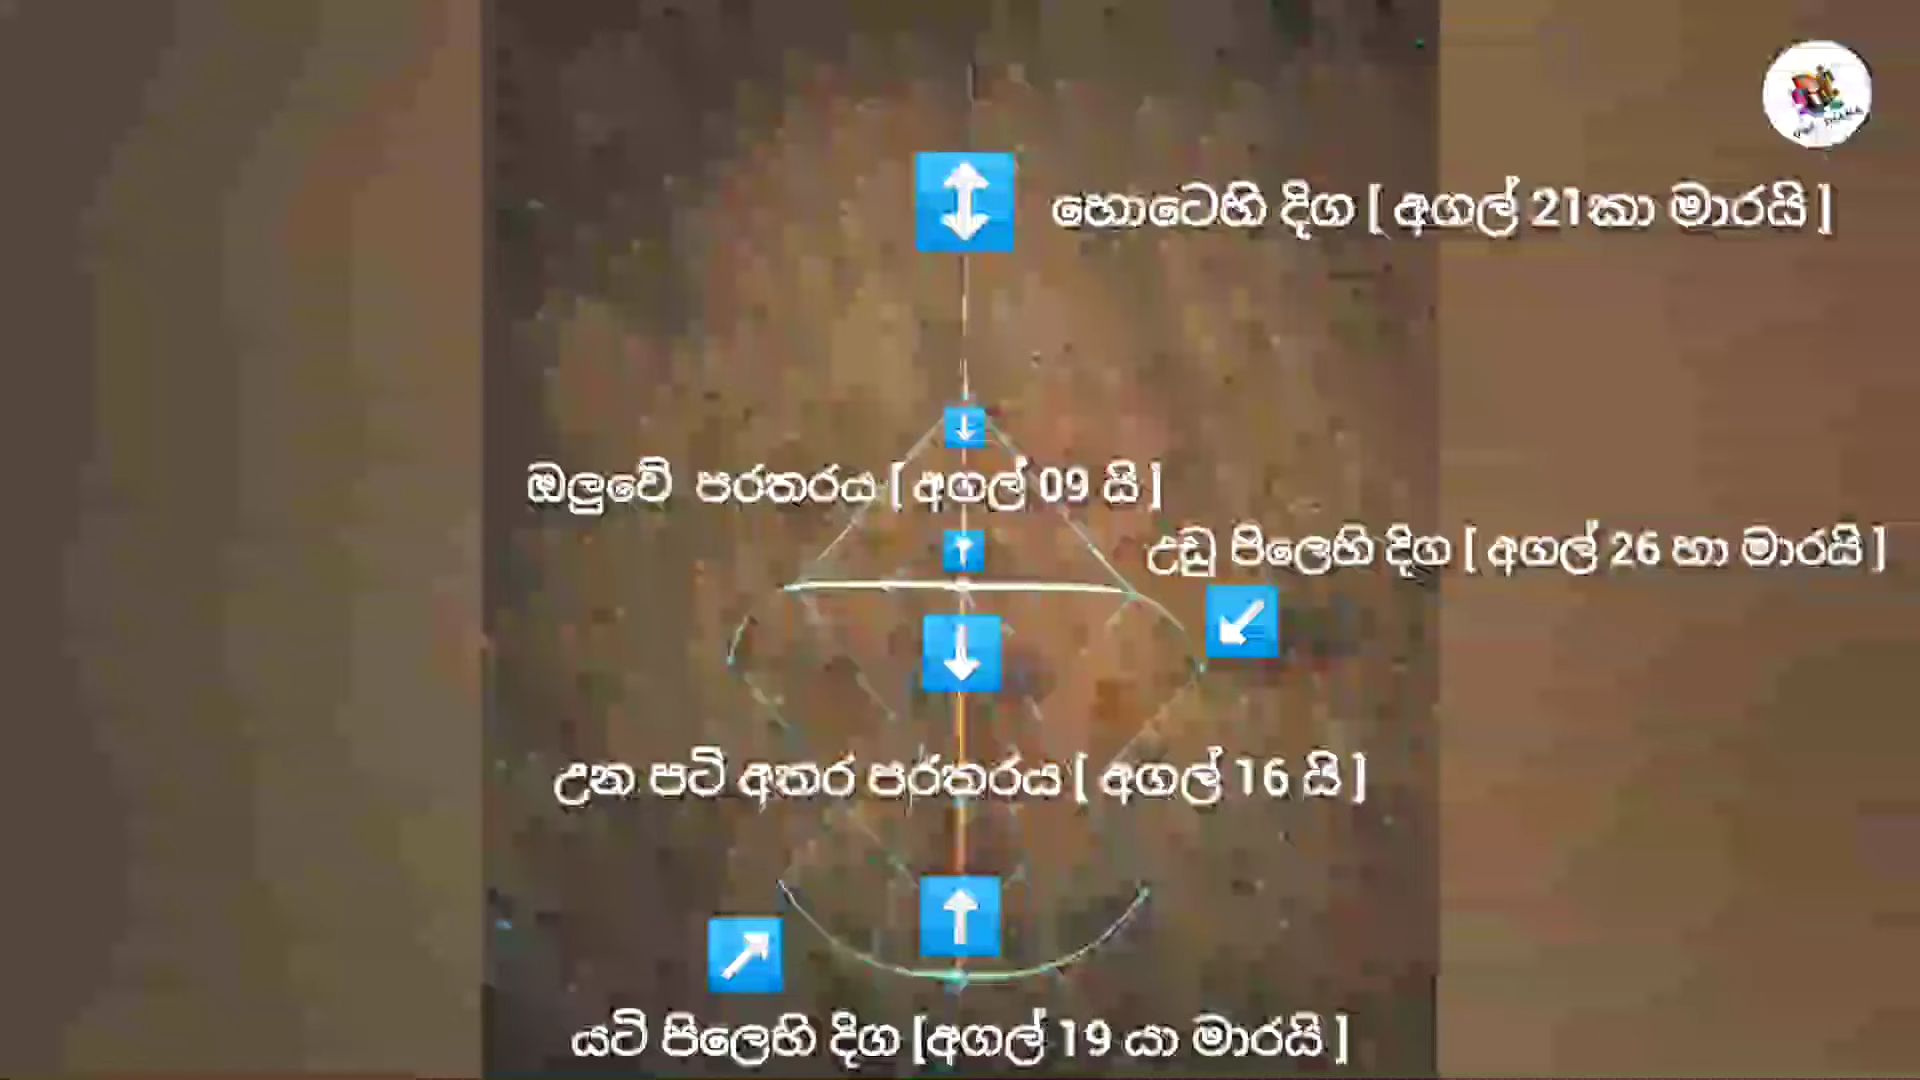 හොටෙහි දිග [ අගල් 21කා මාරයි ]
ඔලුවේ පරතරය [ අගල් 09 යි ]
උඩු පිලෙහි දිග [ අගල් 26 හා මාරයි ]
උන පටි අතර පරතරය [ අගල් 16 යි ]
යටි පිලෙහි දිග [අගල් 19 යා මාරයි ]